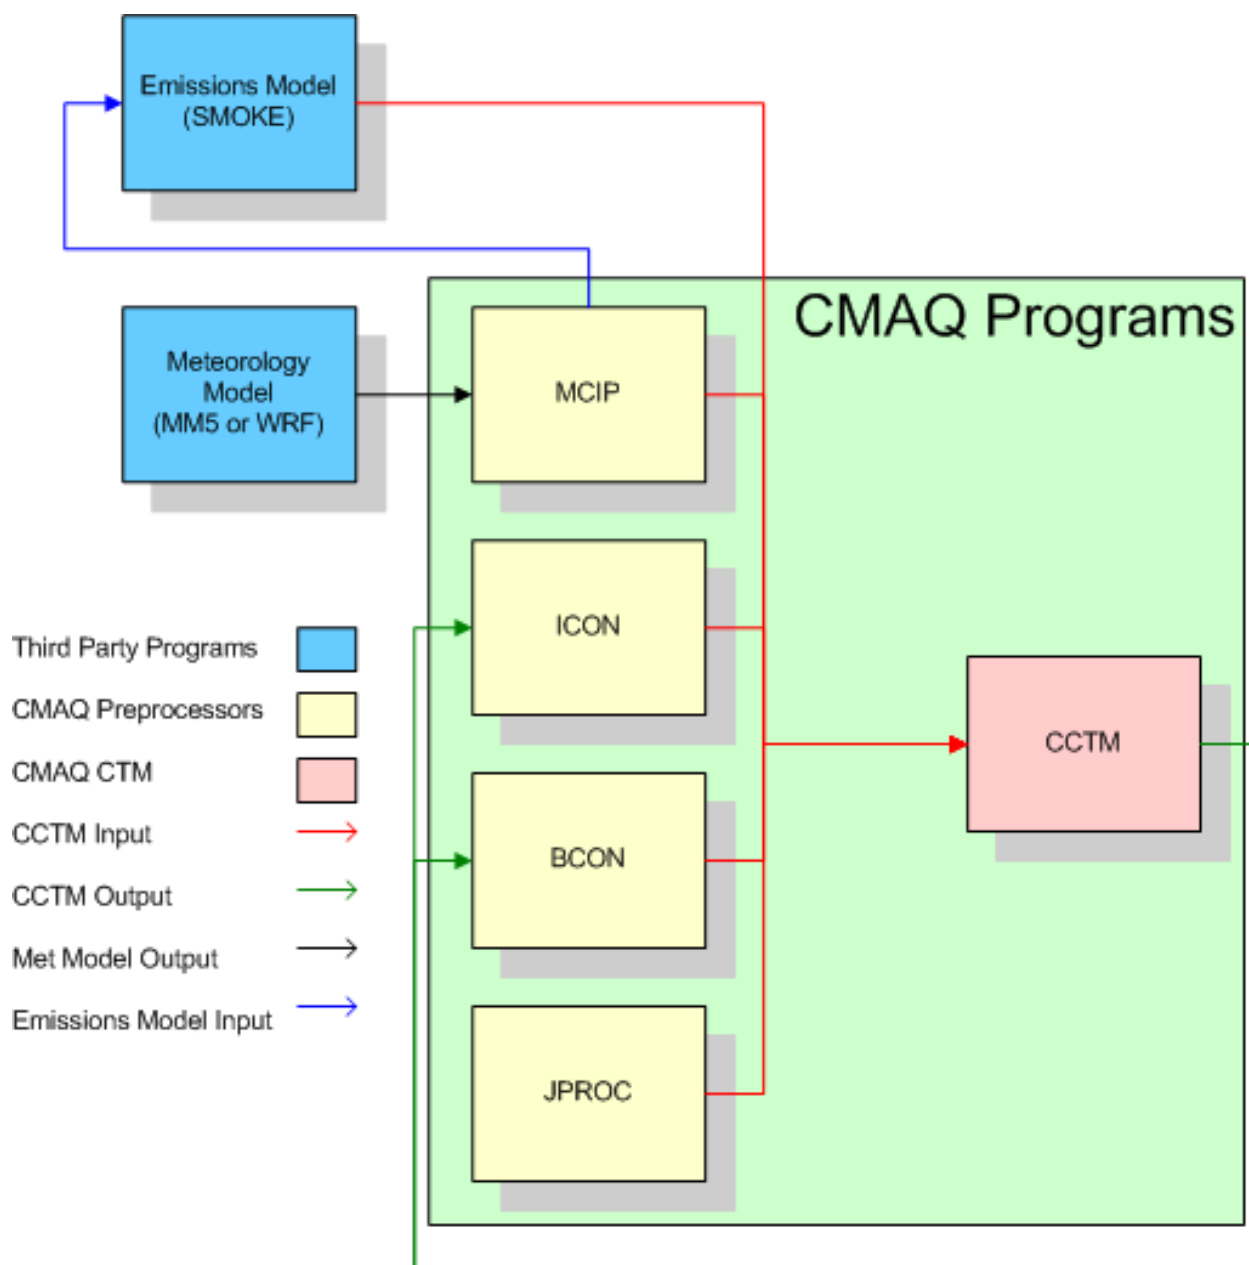 Emissions Model
(SMOKE)
CMAQ Programs
Meteorology
Model
(MM5 or WRF)
MCIP
ICON
Third Party Programs
CMAQ Preprocessors
CMAQ CTM
CCTM
CCTM Input
BCON
CCTM Output
Met Model Output
Emissions Model Input
JPROC